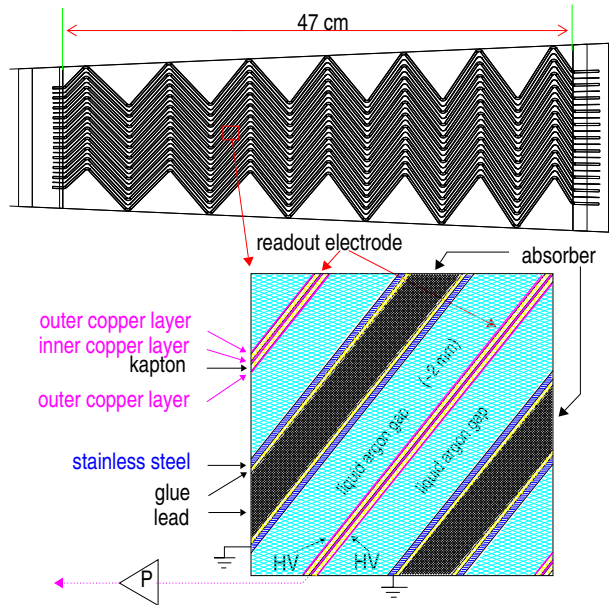 47 cm
readout electrode
absorber
outer copper layer
inner copper layer
kapton
outer copper layer
(~2 mm)
liquid argon gap
liquid argon gap
stainless steel
glue
lead
HV
HV
P